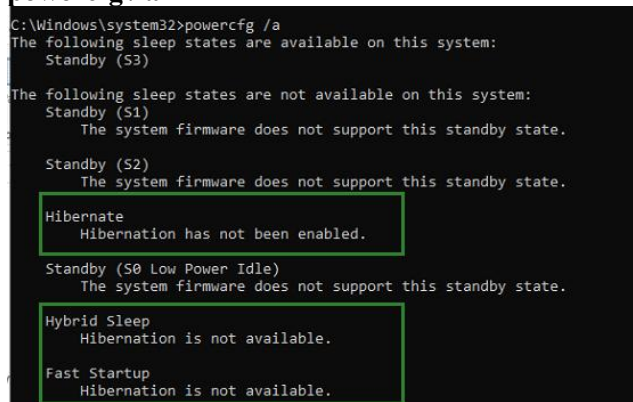 C:\Windows\system32>powercfg /a
The following sleep states are available on this system:
Standby (S3)
The following sleep states are not available on this system:
Standby (S1)
The system firmware does not support this standby state.
Standby (S2)
The system firmware does not support this standby state.
Hibernate
Hibernation has not been enabled.
Standby (S0 Low Power Idle)
The system firmware does not support this standby state.
Hybrid Sleep
Hibernation is not available.
Fast Startup
Hibernation is not available.